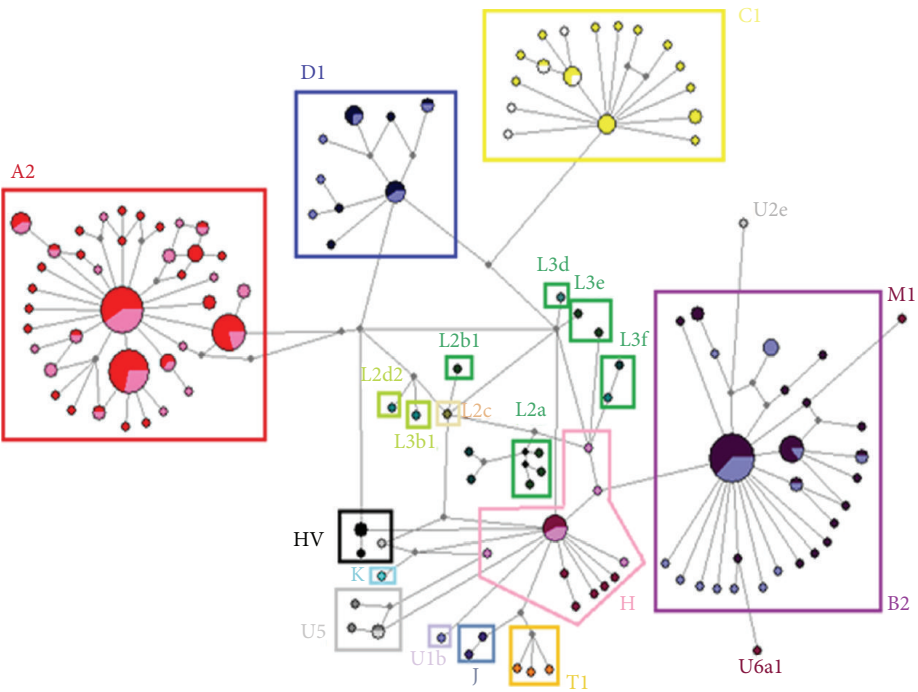 C1
D1
A2
U2e
L3d
L3e
M1
L3f
L2b1
L2d2
L2c
L2a
L3b1
HV
K
H
B2
U5
U1b
J
T1
U6a1